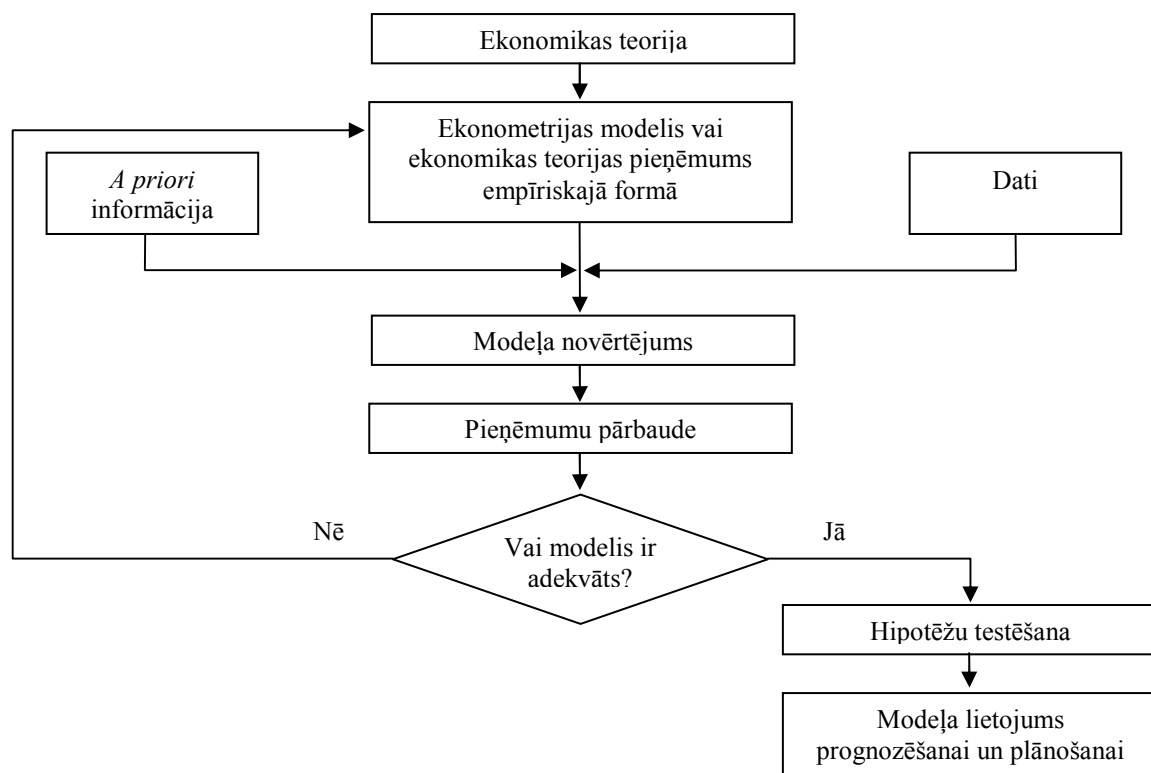 Ekonomikas teorija
Ekonometrijas modelis vai
ekonomikas teorijas pieņēmums
empīriskajā formā
A priori
informācija
Dati
Modeļa novērtējums
Pieņēmumu pārbaude
Nē
Jā
Vai modelis ir
adekvāts?
Hipotēžu testēšana
Modeļa lietojums
prognozēšanai un plānošanai